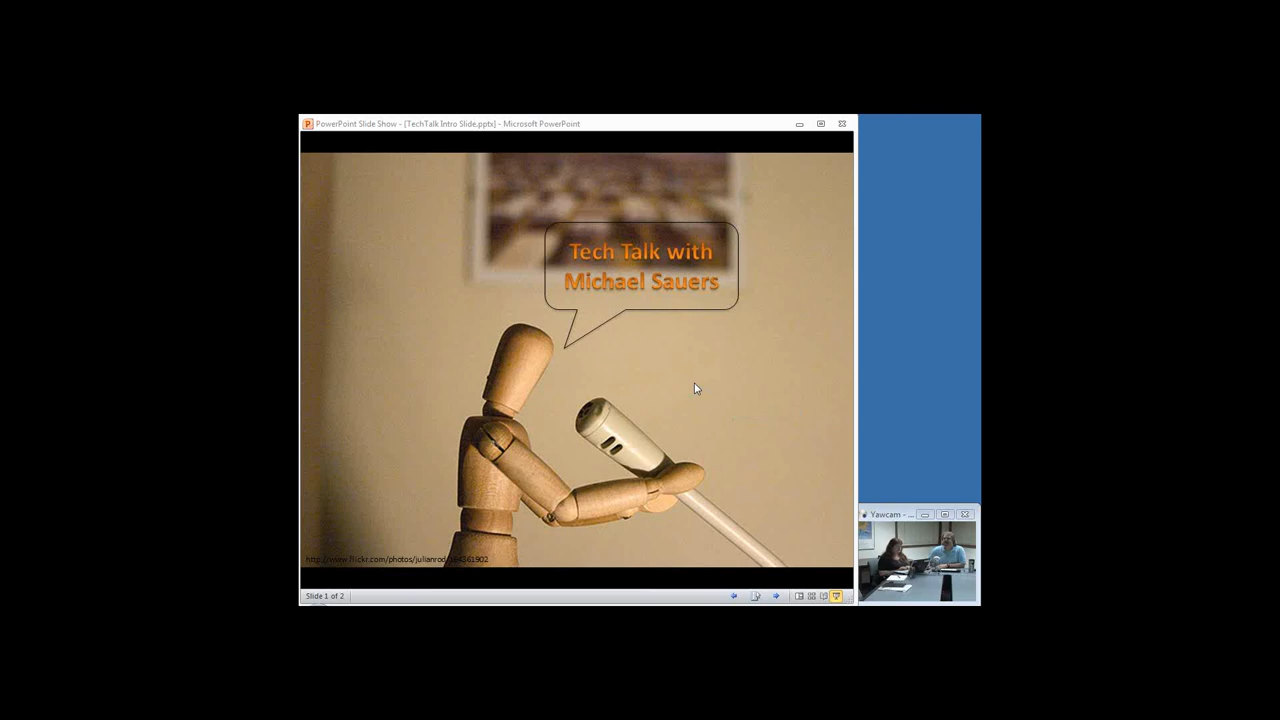 PowerPoint Slide Show - [TechTalk Intro Slide.pptx] - Microsoft PowerPoint
Tech Talk with
Michael Sauers
Yawcam - ...
Slide 1 of 2